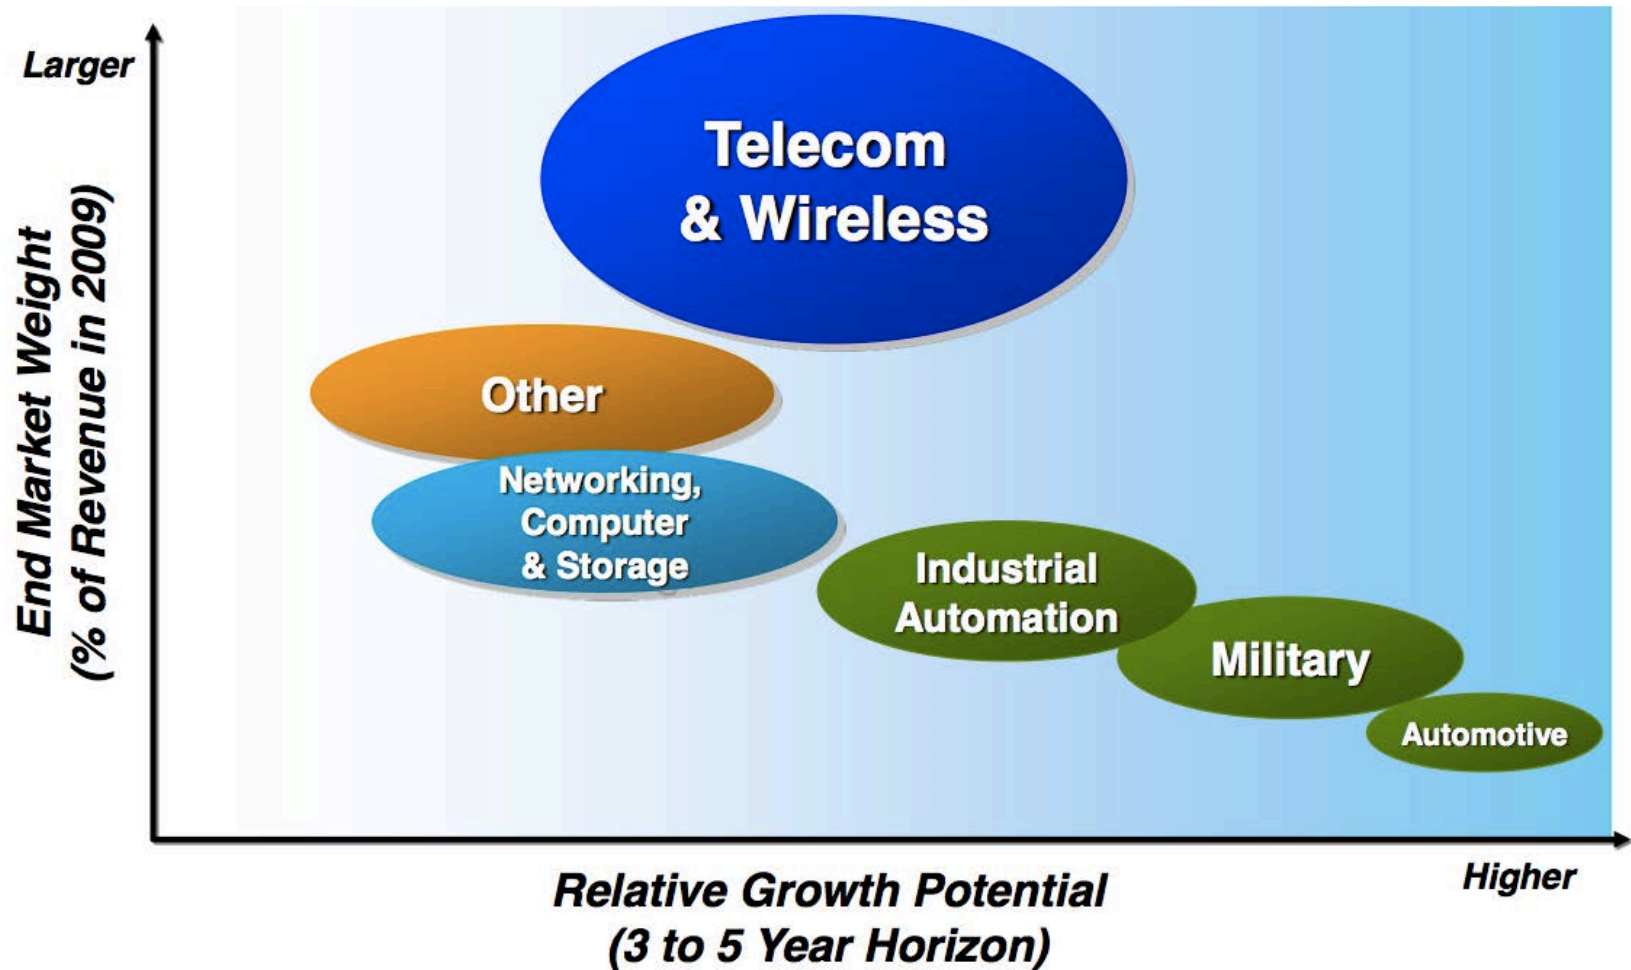 Larger
End Market Weight
(% of Revenue in 2009)
Telecom
& Wireless
Other
Networking,
Computer
& Storage
Industrial
Automation
Military
Automotive
Higher
Relative Growth Potential
(3 to 5 Year Horizon)